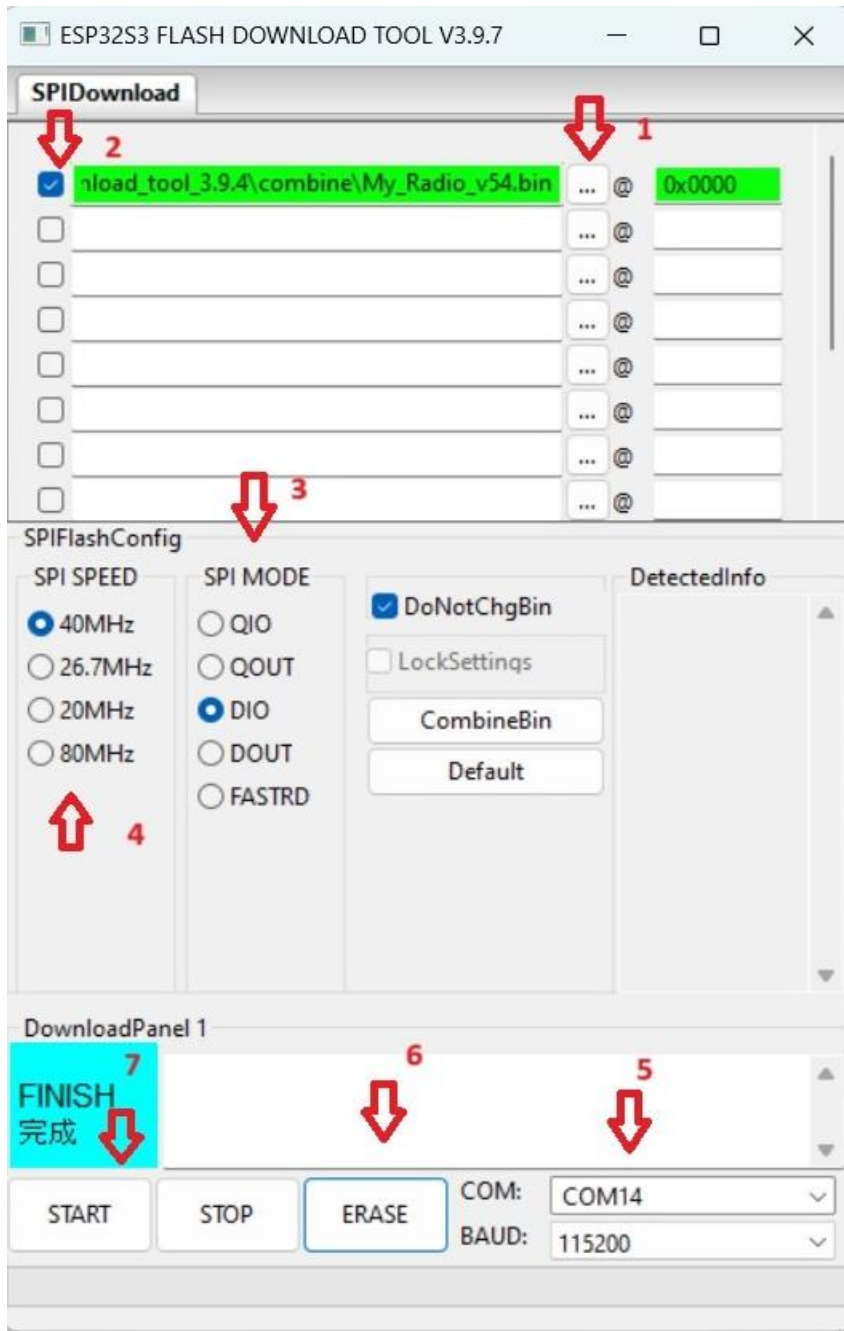 ESP32S3 FLASH DOWNLOAD TOOL V3.9.7
SPIDownload
1
2
nload_tool_3.9.4\combine\My_Radio_v54.bin ... @ 0x0000
... @
... @
... @
... @
... @
... @
... @
3
SPIFlashConfig
SPI SPEED
40MHz
26.7MHz
20MHz
80MHz
4
SPI MODE
QIO
QOUT
DIO
DOUT
FASTRD
DoNotChgBin
LockSettings
CombineBin
Default
DetectedInfo
DownloadPanel 1
7
6
5
FINISH
完成
START STOP ERASE
COM: COM14
BAUD: 115200